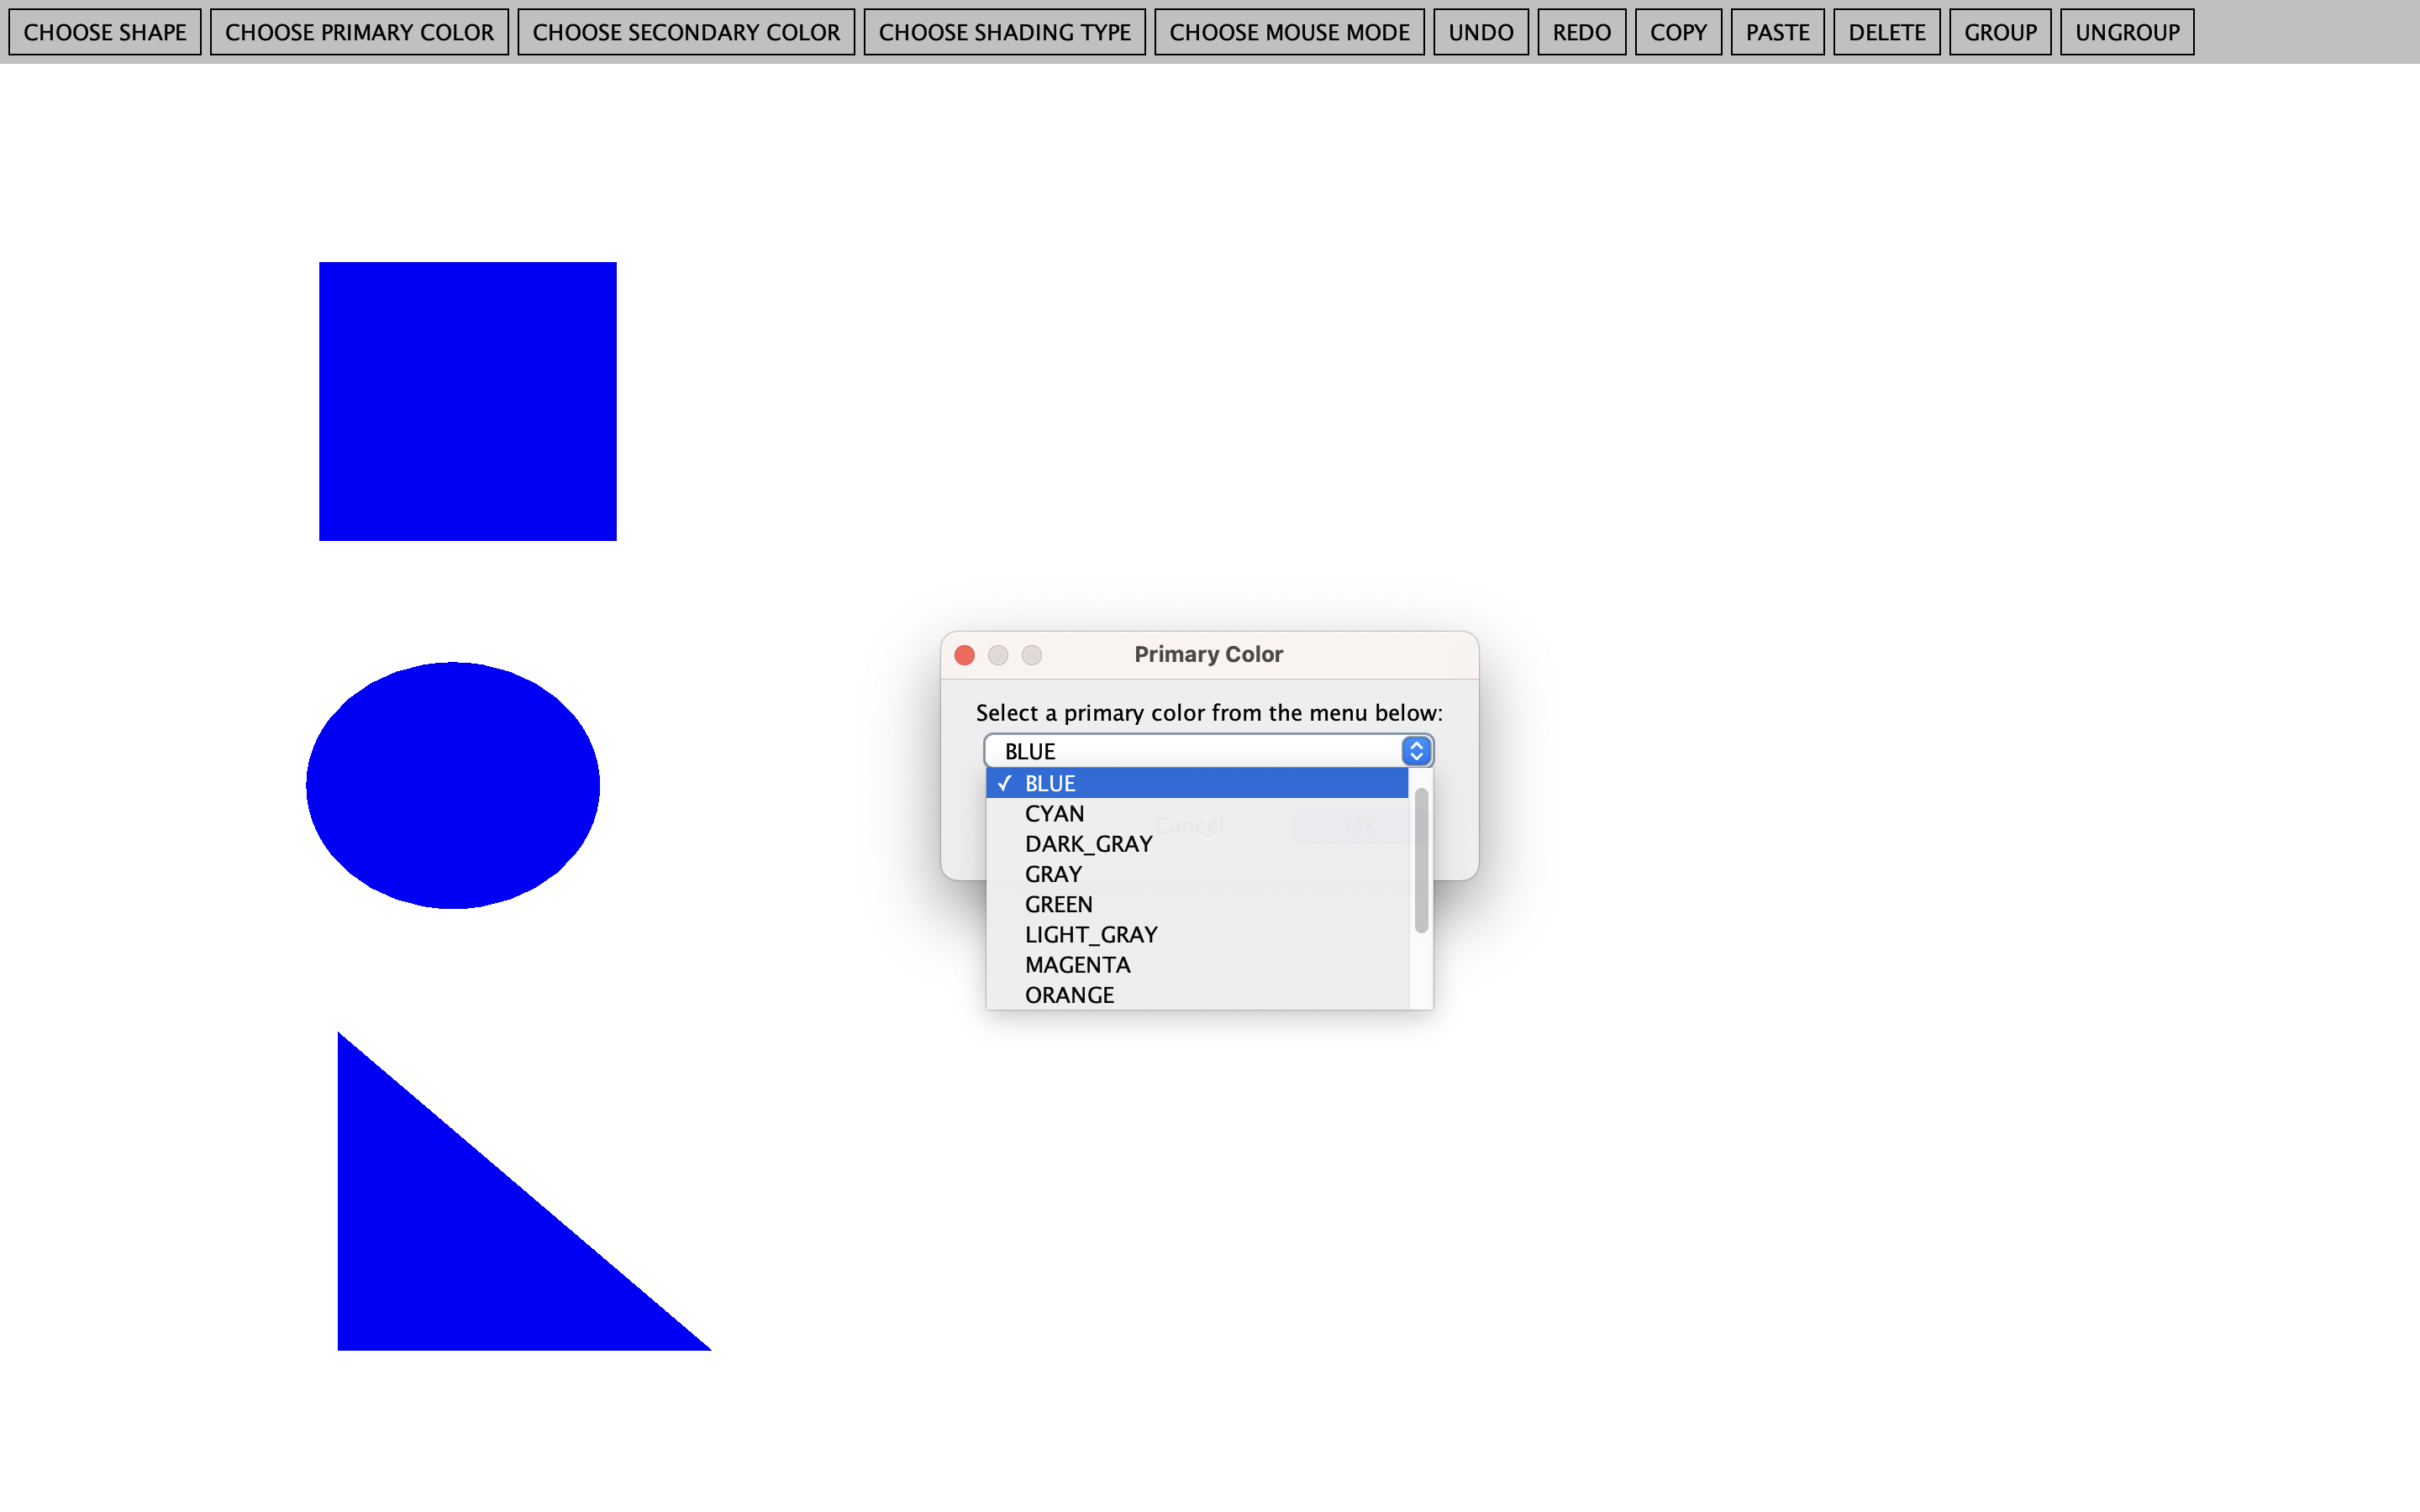 CHOOSE SHAPE CHOOSE PRIMARY COLOR CHOOSE SECONDARY COLOR CHOOSE SHADING TYPE CHOOSE MOUSE MODE UNDO REDO COPY PASTE DELETE GROUP UNGROUP
Primary Color
Select a primary color from the menu below:
BLUE
✓ BLUE
CYAN
Cancel OK
DARK_GRAY
GRAY
GREEN
LIGHT_GRAY
MAGENTA
ORANGE